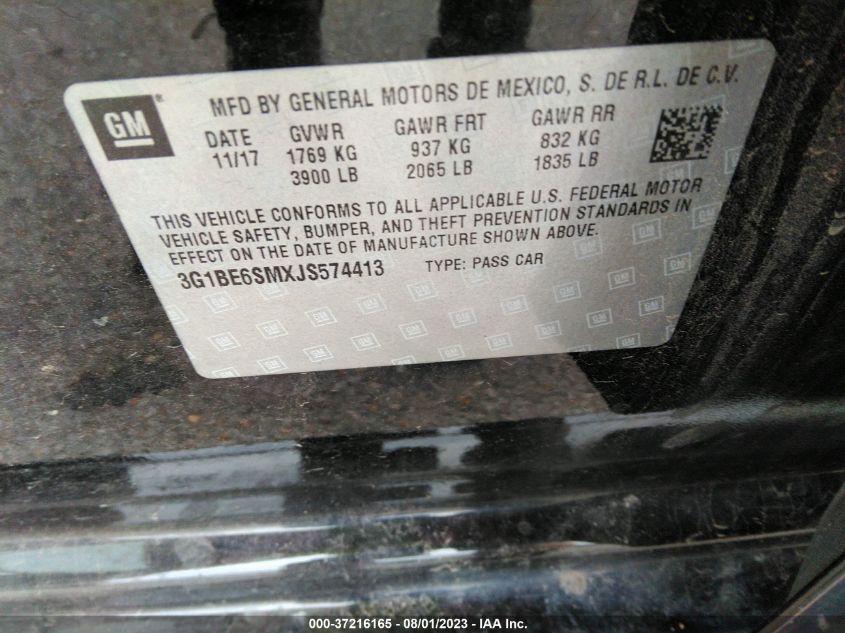 GM®
MFD BY GENERAL MOTORS DE MEXICO, S. DE R.L. DE C.V.
DATE GVWR GAWR FRT GAWR RR
11/17 1769 KG 937 KG 832 KG
3900 LB 2065 LB 1835 LB
THIS VEHICLE CONFORMS TO ALL APPLICABLE U.S. FEDERAL MOTOR
VEHICLE SAFETY, BUMPER, AND THEFT PREVENTION STANDARDS IN
EFFECT ON THE DATE OF MANUFACTURE SHOWN ABOVE.
3G1BE6SMXJS574413 TYPE: PASS CAR
000-37216165 - 08/01/2023 - IAA Inc.